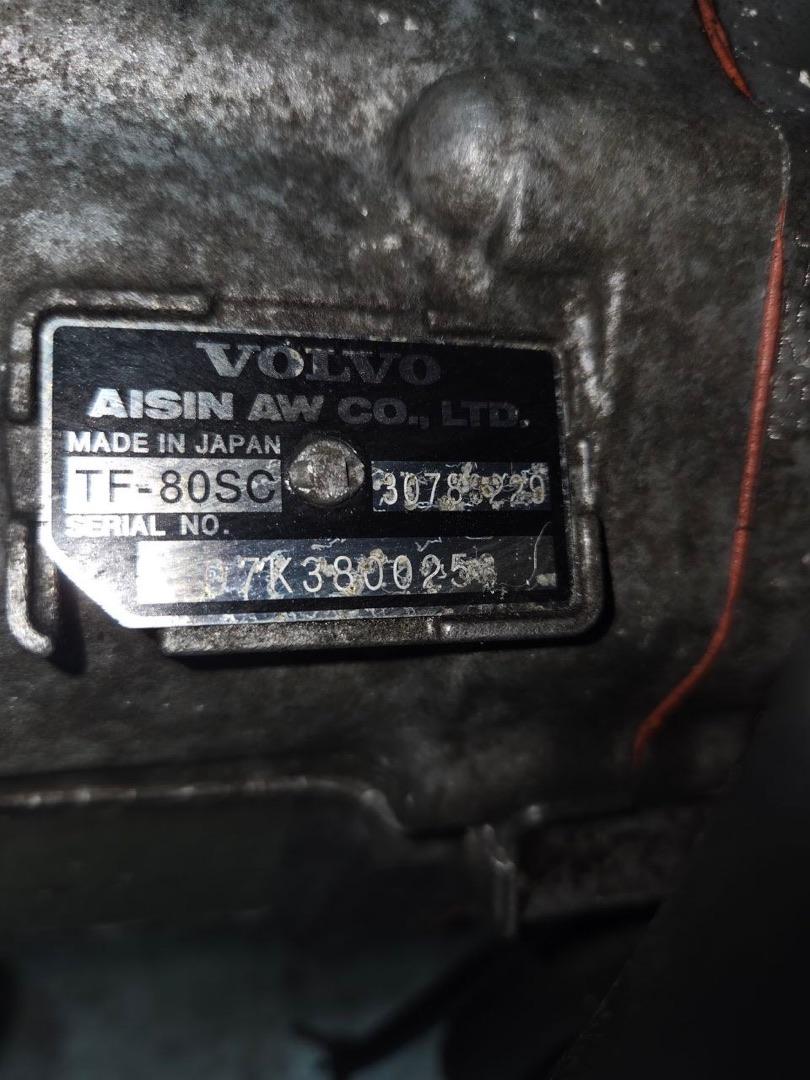 VOLVO
AISIN AW CO., LTD.
MADE IN JAPAN
TF-80SC
SERIAL NO.